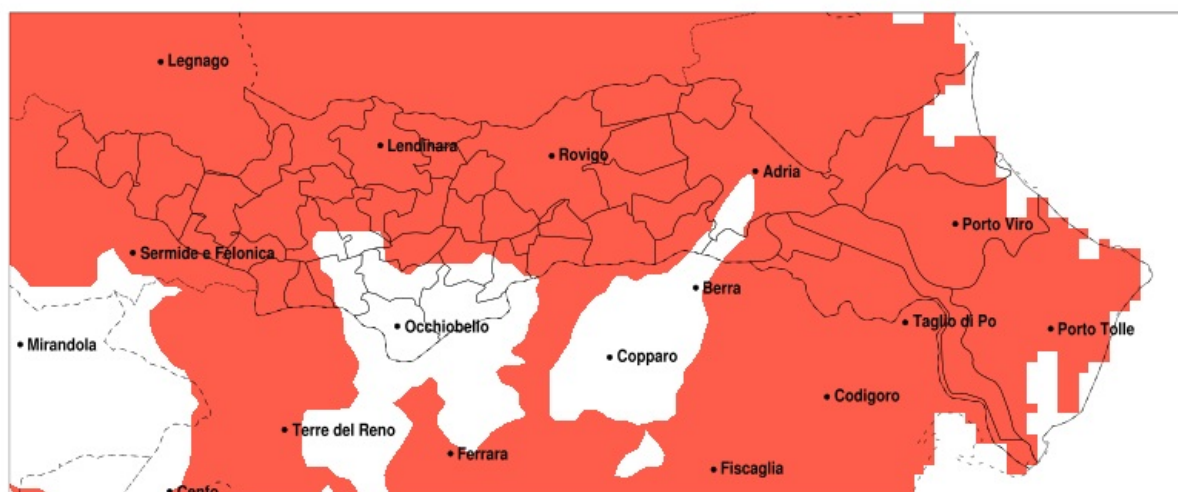 Legnago
Lendinara
Rovigo
Adria
Porto Viro
Sermide e Felonica
Berra
Taglio di Po
Porto Tolle
Occhiobello
Mirandola
Copparo
Codigoro
Terre del Reno
Ferrara
Fiscaglia